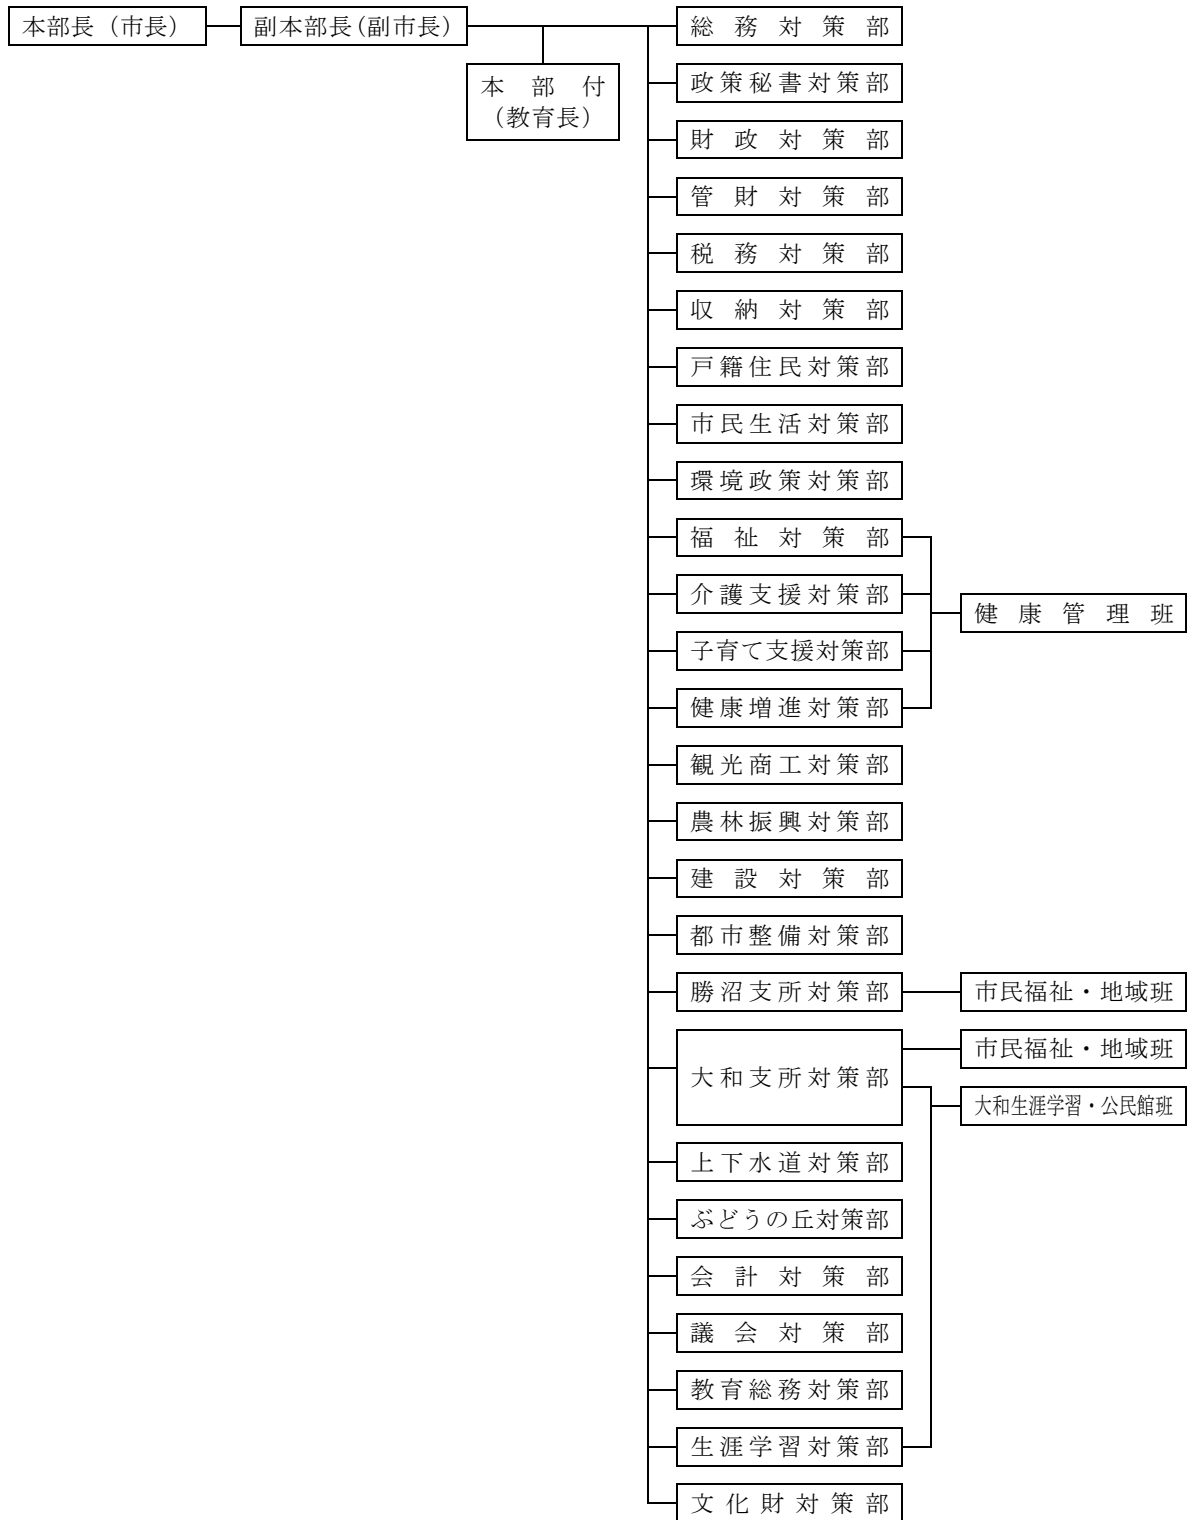 本部長（市長）
副本部長(副市長)
本部付
（教育長）
総務対策部
政策秘書対策部
財政対策部
管財対策部
税務対策部
収納対策部
戸籍住民対策部
市民生活対策部
環境政策対策部
福祉対策部
介護支援対策部
子育て支援対策部
健康増進対策部
健康管理班
観光商工対策部
農林振興対策部
建設対策部
都市整備対策部
勝沼支所対策部
市民福祉・地域班
大和支所対策部
市民福祉・地域班
大和生涯学習・公民館班
上下水道対策部
ぶどうの丘対策部
会計対策部
議会対策部
教育総務対策部
生涯学習対策部
文化財対策部